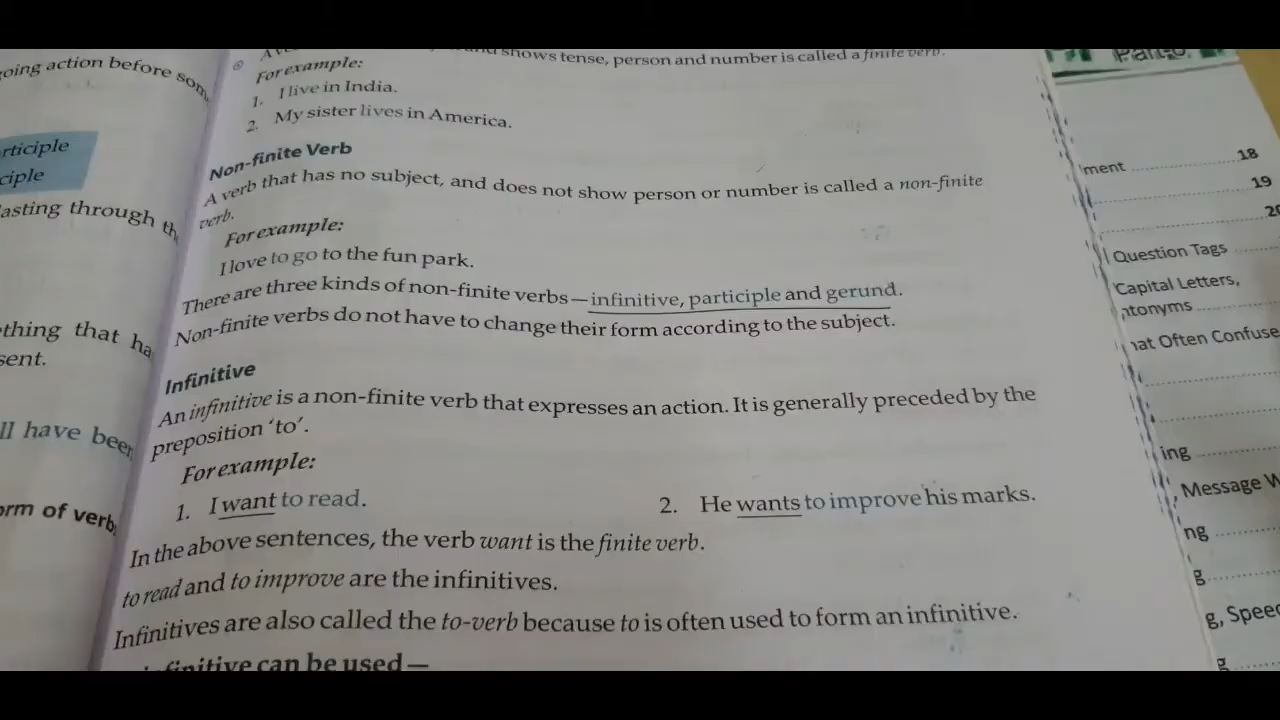 going action before som
rticiple
ciple
lasting through th
ething that ha
sent.
ll have been
orm of verb
shows tense, person and number is called a finite verb.
For example:
1. I live in India.
2. My sister lives in America.
Non-finite Verb
A verb that has no subject, and does not show person or number is called a non-finite
verb.
For example:
I love to go to the fun park.
There are three kinds of non-finite verbs—infinitive, participle and gerund.
Non-finite verbs do not have to change their form according to the subject.
Infinitive
An infinitive is a non-finite verb that expresses an action. It is generally preceded by the
preposition 'to'.
For example:
1. I want to read.
2. He wants to improve his marks.
In the above sentences, the verb want is the finite verb.
to read and to improve are the infinitives.
Infinitives are also called the to-verb because to is often used to form an infinitive.
finitive can be used—
ment 18
19
20
Question Tags
Capital Letters,
ntonyms
hat Often Confuse
ing
Message W
ng
g
g, Speec
g